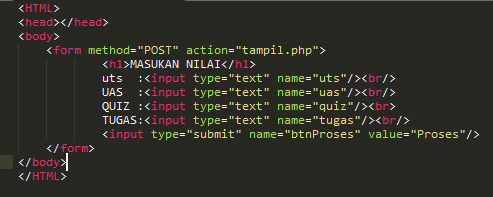 <HTML>
<head></head>
<body>
<form method="POST" action="tampil.php">
<h1>MASUKAN NILAI</h1>
uts  :<input type="text" name="uts"/><br/>
UAS  :<input type="text" name="uas"/><br/>
QUIZ :<input type="text" name="quiz"/><br>
TUGAS:<input type="text" name="tugas"/><br/>
<input type="submit" name="btnProses" value="Proses"/>
</form>
</body>
</HTML>